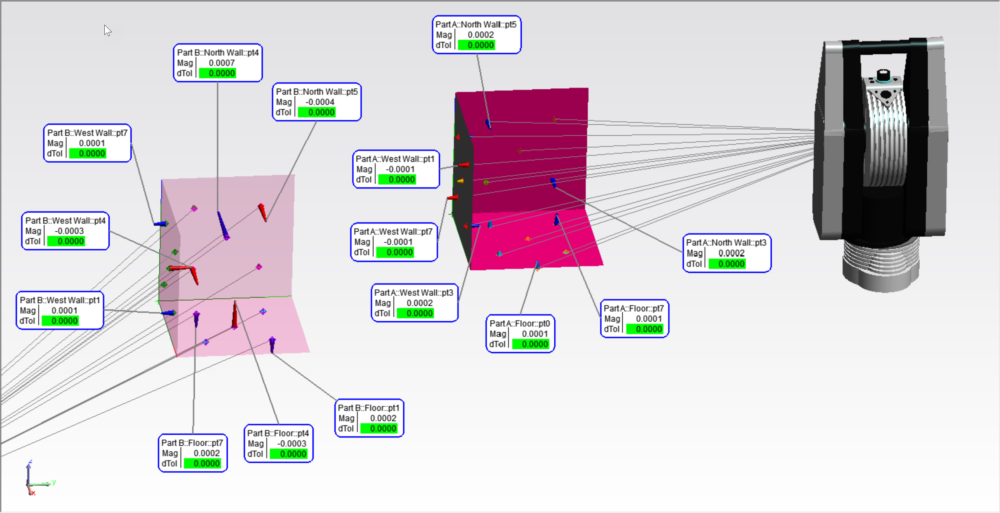 Part A::North Wall::pt5
Mag 0.0002
dTol 0.0000
Part B::North Wall::pt4
Mag 0.0007
dTol 0.0000
Part B::North Wall::pt5
Mag -0.0004
dTol 0.0000
Part B::West Wall::pt7
Mag 0.0001
dTol 0.0000
Part A::West Wall::pt1
Mag -0.0001
dTol 0.0000
Part B::West Wall::pt4
Mag -0.0003
dTol 0.0000
Part A::West Wall::pt7
Mag -0.0001
dTol 0.0000
Part A::North Wall::pt3
Mag 0.0002
dTol 0.0000
Part A::West Wall::pt3
Mag 0.0002
dTol 0.0000
Part B::West Wall::pt1
Mag 0.0001
dTol 0.0000
Part A::Floor::pt7
Mag 0.0001
dTol 0.0000
Part A::Floor::pt0
Mag 0.0001
dTol 0.0000
Part B::Floor::pt1
Mag 0.0002
dTol 0.0000
Part B::Floor::pt4
Mag -0.0003
dTol 0.0000
Part B::Floor::pt7
Mag 0.0002
dTol 0.0000
z
y
x